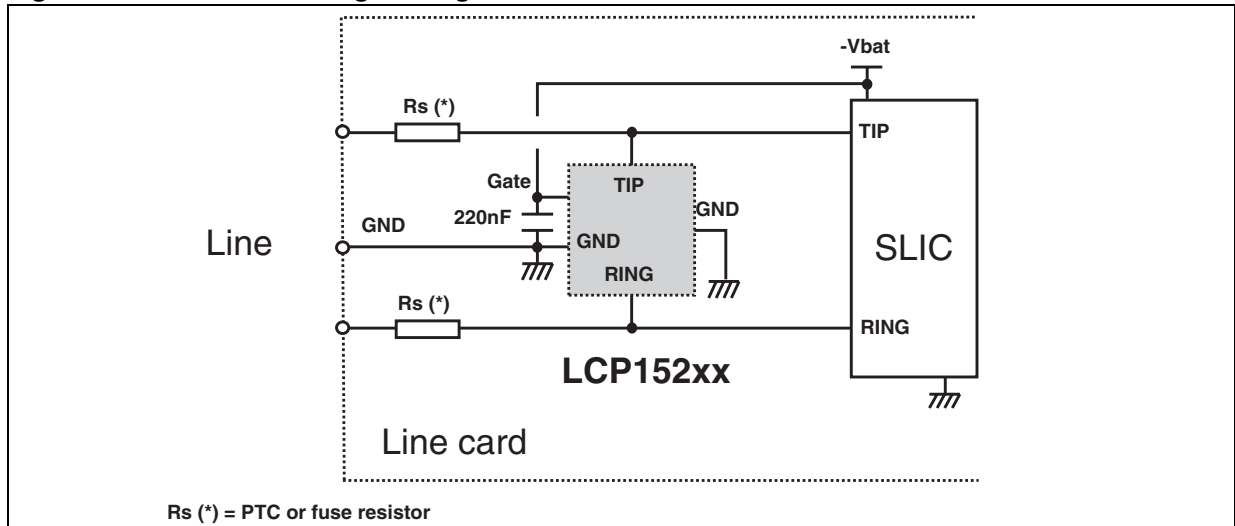 -Vbat
Rs (*)
TIP
Gate
TIP
GND
220nF
GND
GND
Line
SLIC
RING
Rs (*)
RING
LCP152xx
Line card
Rs (*) = PTC or fuse resistor